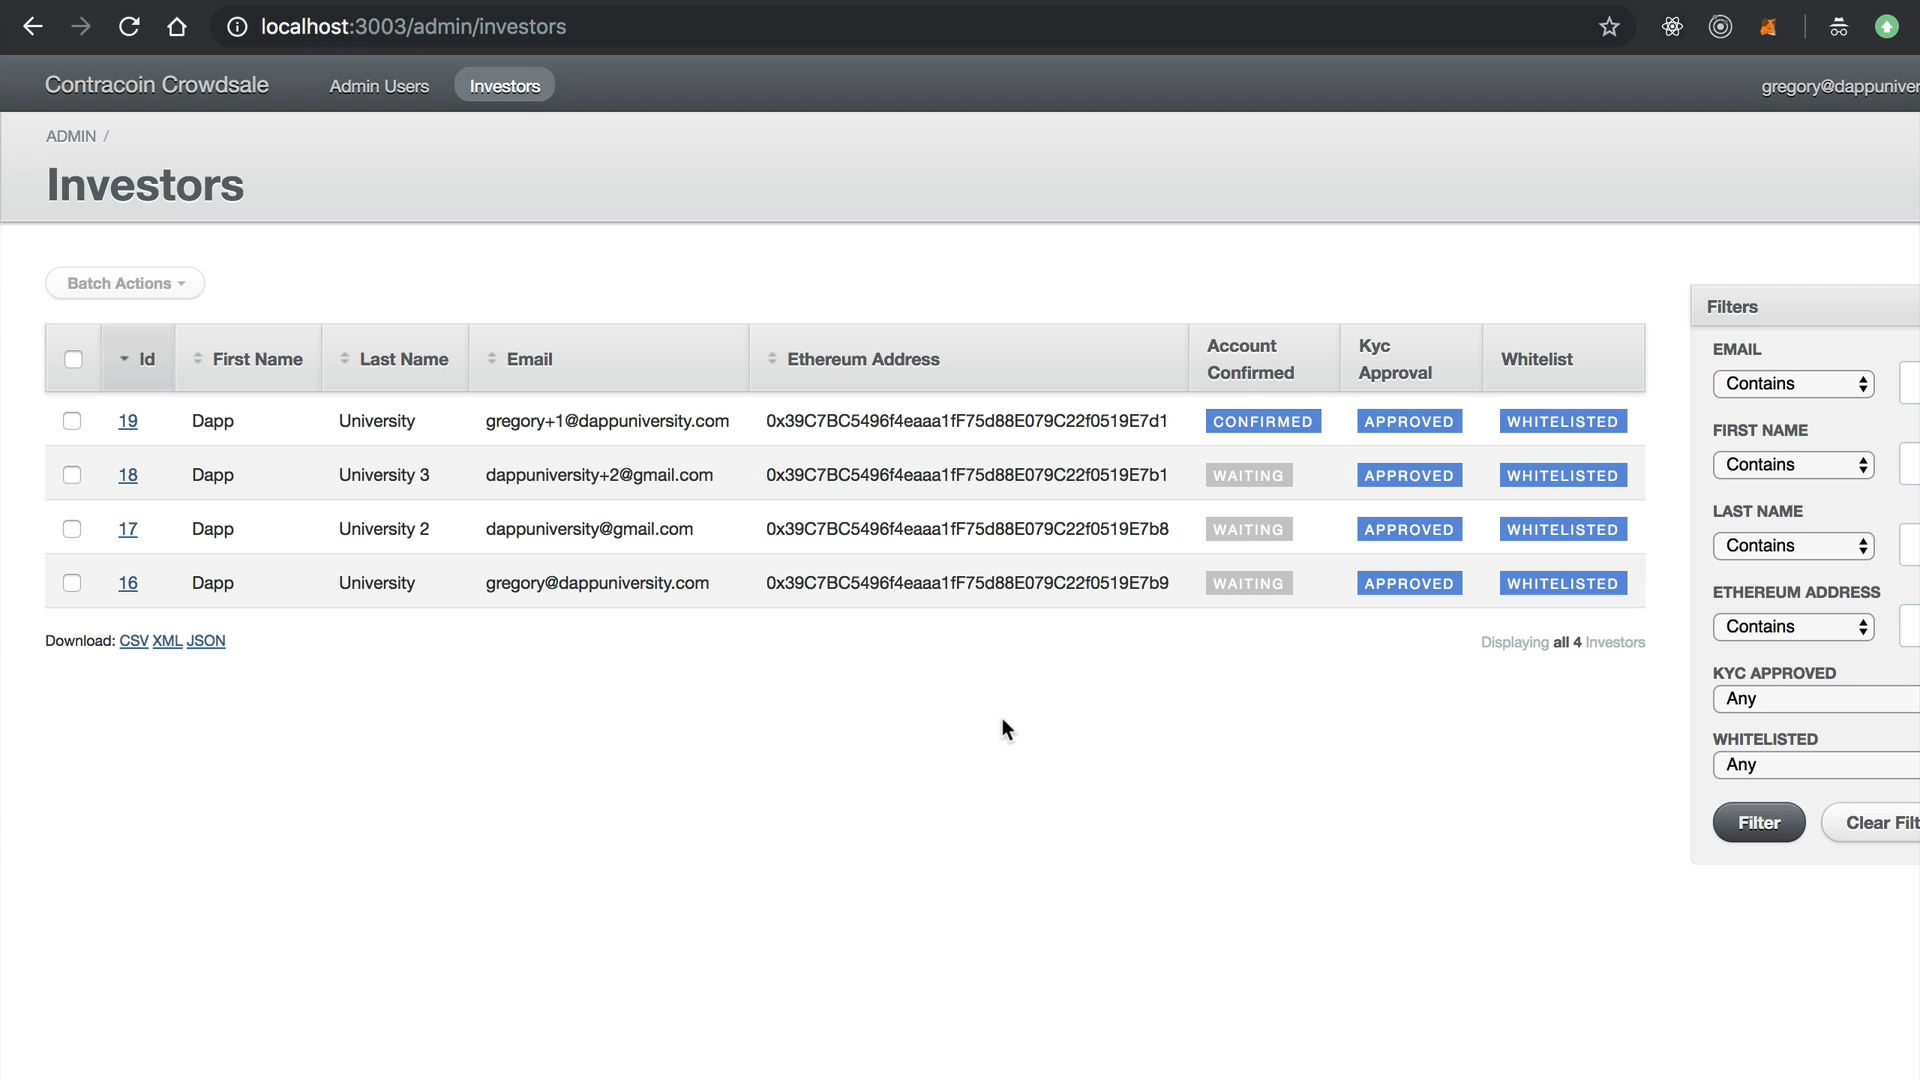 localhost:3003/admin/investors
Contracoin Crowdsale Admin Users Investors gregory@dappuniver
ADMIN /
Investors
Batch Actions
Id First Name Last Name Email Ethereum Address Account Confirmed Kyc Approval Whitelist
19 Dapp University gregory+1@dappuniversity.com 0x39C7BC5496f4eaaa1fF75d88E079C22f0519E7d1 CONFIRMED APPROVED WHITELISTED
18 Dapp University 3 dappuniversity+2@gmail.com 0x39C7BC5496f4eaaa1fF75d88E079C22f0519E7b1 WAITING APPROVED WHITELISTED
17 Dapp University 2 dappuniversity@gmail.com 0x39C7BC5496f4eaaa1fF75d88E079C22f0519E7b8 WAITING APPROVED WHITELISTED
16 Dapp University gregory@dappuniversity.com 0x39C7BC5496f4eaaa1fF75d88E079C22f0519E7b9 WAITING APPROVED WHITELISTED
Download: CSV XML JSON
Displaying all 4 Investors
Filters
EMAIL
Contains
FIRST NAME
Contains
LAST NAME
Contains
ETHEREUM ADDRESS
Contains
KYC APPROVED
Any
WHITELISTED
Any
Filter Clear Filt